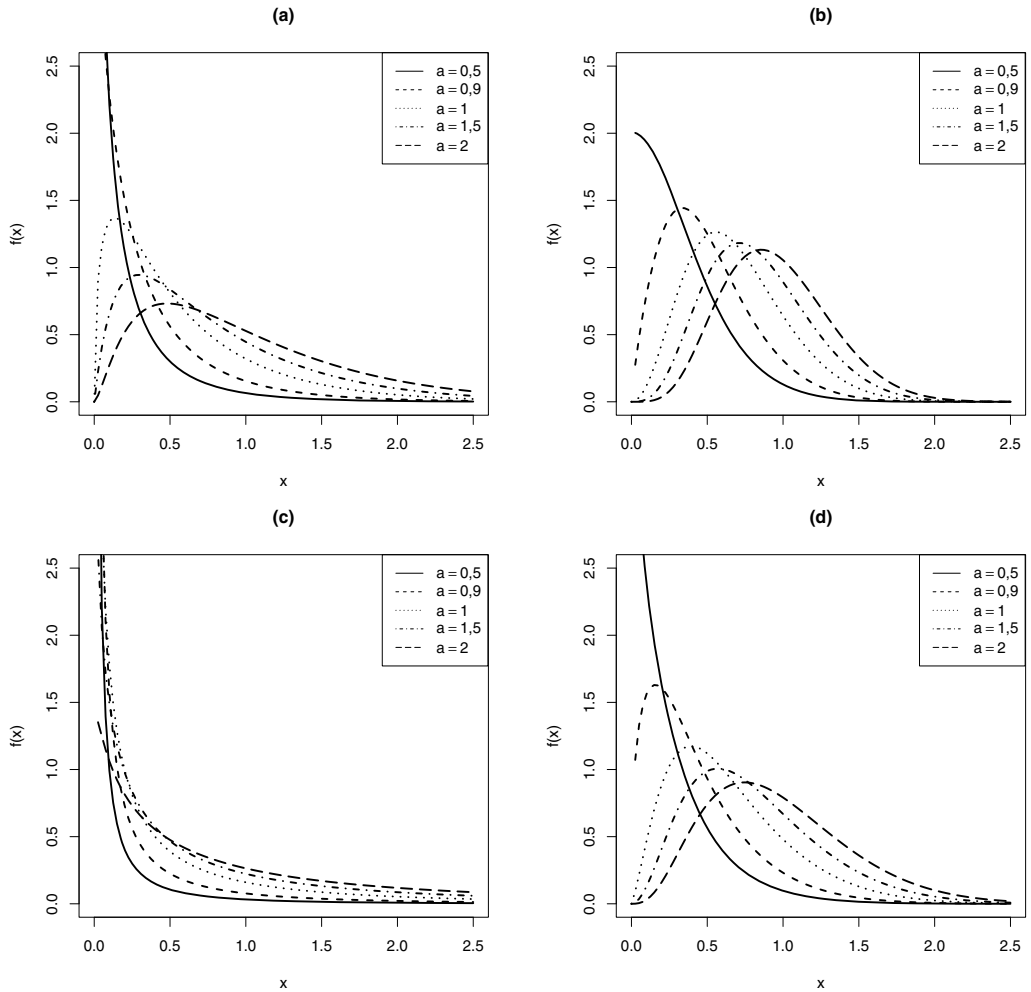 (a)
f(x)
2.5
2.0
1.5
1.0
0.5
0.0
a = 0,5
a = 0,9
a = 1
a = 1,5
a = 2
0.0 0.5 1.0 1.5 2.0 2.5
x
(b)
f(x)
2.5
2.0
1.5
1.0
0.5
0.0
a = 0,5
a = 0,9
a = 1
a = 1,5
a = 2
0.0 0.5 1.0 1.5 2.0 2.5
x
(c)
f(x)
2.5
2.0
1.5
1.0
0.5
0.0
a = 0,5
a = 0,9
a = 1
a = 1,5
a = 2
0.0 0.5 1.0 1.5 2.0 2.5
x
(d)
f(x)
2.5
2.0
1.5
1.0
0.5
0.0
a = 0,5
a = 0,9
a = 1
a = 1,5
a = 2
0.0 0.5 1.0 1.5 2.0 2.5
x